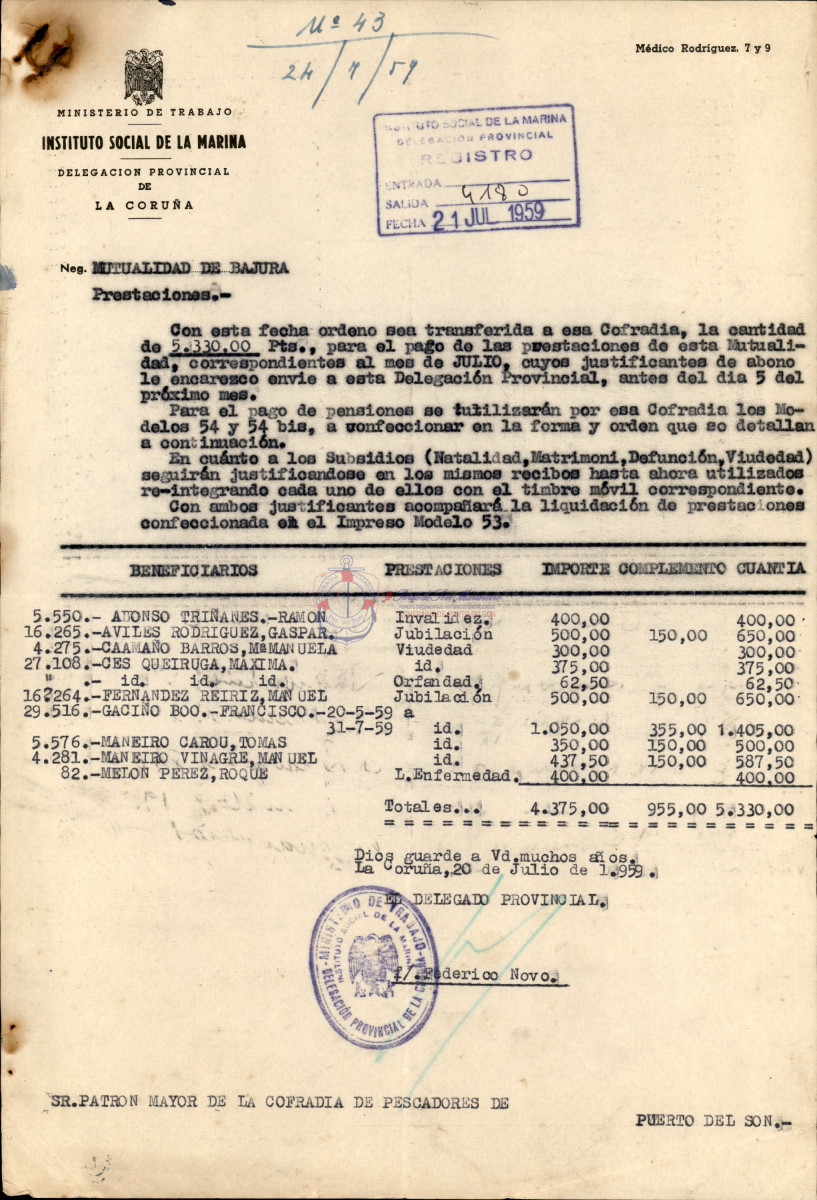 Nº 43
24/7/59
Médico Rodríguez, 7 y 9
MINISTERIO DE TRABAJO
INSTITUTO SOCIAL DE LA MARINA
DELEGACION PROVINCIAL
DE
LA CORUÑA
INSTITUTO SOCIAL DE LA MARINA
DELEGACION PROVINCIAL
REGISTRO
ENTRADA
SALIDA 4180
FECHA 21 JUL 1959
Neg. MUTUALIDAD DE BAJURA
Prestaciones.-
Con esta fecha ordeno sea transferida a esa Cofradia, la cantidad
de 5.330,00 Pts., para el pago de las prestaciones de esta Mutuali-
dad, correspondientes al mes de JULIO, cuyos justificantes de abono
le encarezco envie a esta Delegación Provincial, antes del dia 5 del
próximo mes.
Para el pago de pensiones se tutilizarán por esa Cofradia los Mo-
delos 54 y 54 bis, a confeccionar en la forma y orden que se detallan
a continuación.
En cuánto a los Subsidios (Natalidad,Matrimoni,Defunción,Viudedad)
seguirán justificandose en los mismos recibos hasta ahora utilizados
re-integrando cada uno de ellos con el timbre móvil correspondiente.
Con ambos justificantes acompañará la liquidación de prestaciones
confeccionada en el Impreso Modelo 53.
BENEFICIARIOS PRESTACIONES IMPORTE COMPLEMENTO CUANTIA
5.550.- ABONSO TRIÑANES.-RAMON Invalidez. 400,00 400,00
16.265.-AVILES RODRIGUEZ,GASPAR. Jubilación 500,00 150,00 650,00
4.275.-CAAMAÑO BARROS,Mª MANUELA Viudedad 300,00 300,00
27.108.-CES QUEIRUGA,MAXIMA. id. 375,00 375,00
" .- id. id. id. Orfandad 62,50 62,50
16.264.-FERNANDEZ REIRIZ,MANUEL Jubilación 500,00 150,00 650,00
29.516.-GACIÑO BOO.-FRANCISCO.-20-5-59 a
31-7-59 id. 1.050,00 355,00 1.405,00
5.576.-MANEIRO CAROU,TOMAS id. 350,00 150,00 500,00
4.281.-MANEIRO VINAGRE,MANUEL id. 437,50 150,00 587,50
82.-MELON PEREZ,ROQUE L.Enfermedad. 400,00 400,00
Totales... 4.375,00 955,00 5.330,00
Dios guarde a Vd.muchos años.
La Coruña,20 de Julio de 1.959.
EL DELEGADO PROVINCIAL.
MINISTERIO DE TRABAJO
INSTITUTO SOCIAL DE LA MARINA
DELEGACIÓN PROVINCIAL DE LA CORUÑA
f/.Federico Novo.
SR.PATRON MAYOR DE LA COFRADIA DE PESCADORES DE
PUERTO DEL SON.-